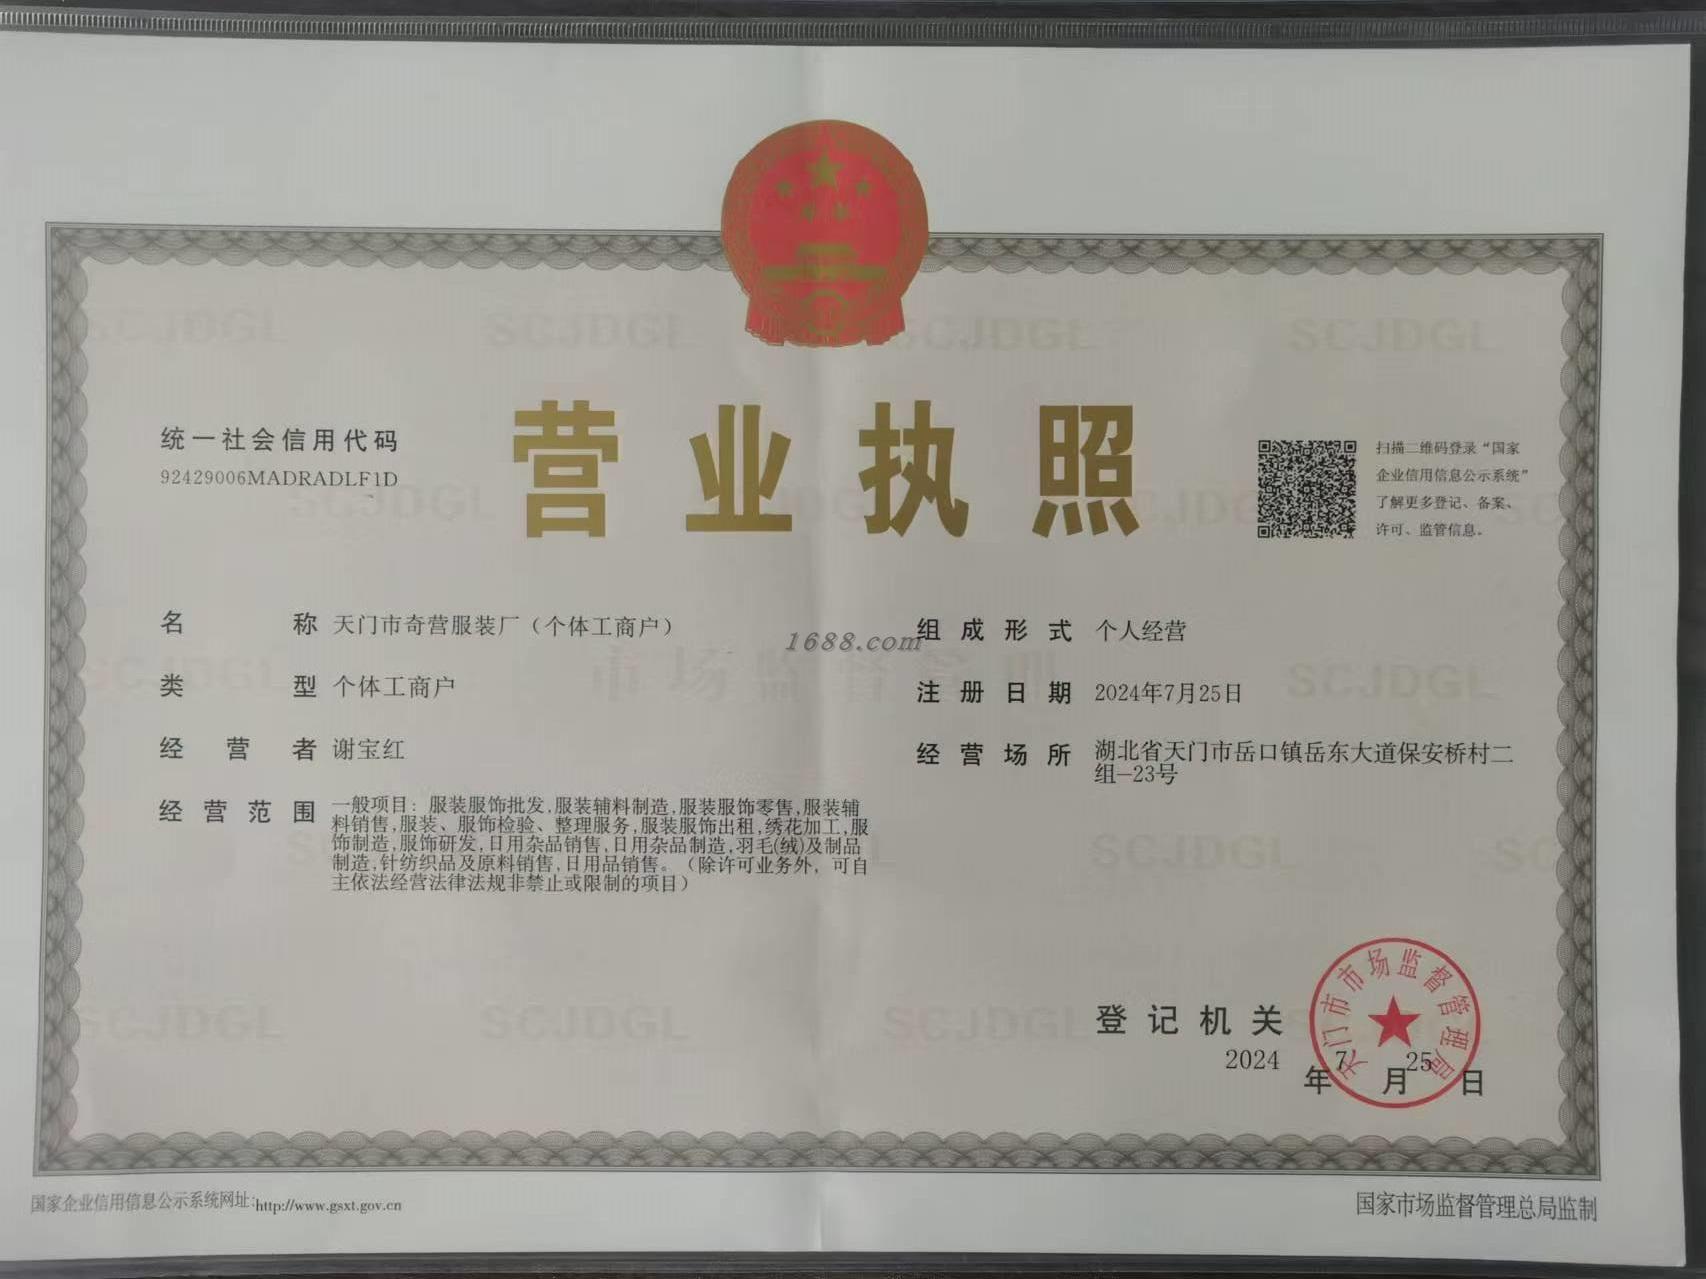 统一社会信用代码
92429006MADRADLF1D
营业执照
扫描二维码登录“国家
企业信用信息公示系统”
了解更多登记、备案、
许可、监管信息。
名称 天门市奇营服装厂（个体工商户）
类型 个体工商户
经营者 谢宝红
经营范围 一般项目：服装服饰批发,服装辅料制造,服装服饰零售,服装辅
料销售,服装、服饰检验、整理服务,服装服饰出租,绣花加工,服
饰制造,服饰研发,日用杂品销售,日用杂品制造,羽毛(绒)及制品
制造,针纺织品及原料销售,日用品销售。（除许可业务外，可自
主依法经营法律法规非禁止或限制的项目）
1688.com
组成形式 个人经营
注册日期 2024年7月25日
经营场所 湖北省天门市岳口镇岳东大道保安桥村二
组—23号
市场监督管理
SCJDGL
登记机关
天门市市场监督管理局
2024年7月25日
国家企业信用信息公示系统网址:http://www.gsxt.gov.cn
国家市场监督管理总局监制